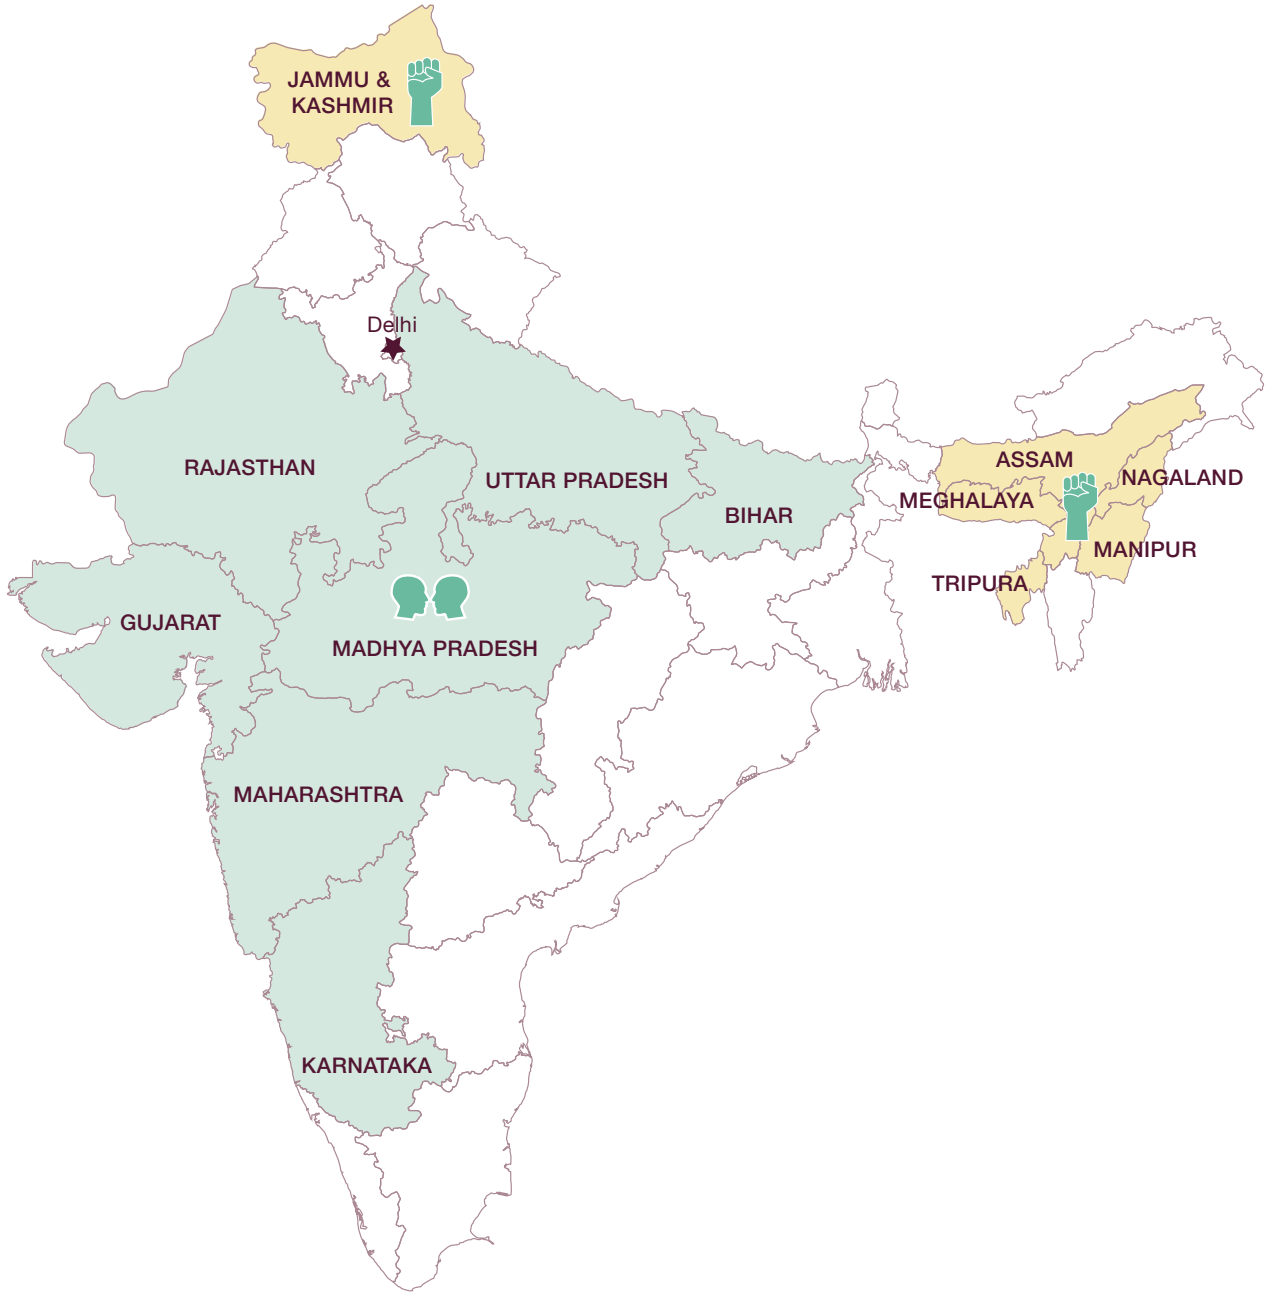 JAMMU &
KASHMIR
Delhi
RAJASTHAN
UTTAR PRADESH
BIHAR
ASSAM
NAGALAND
MEGHALAYA
MANIPUR
TRIPURA
GUJARAT
MADHYA PRADESH
MAHARASHTRA
KARNATAKA